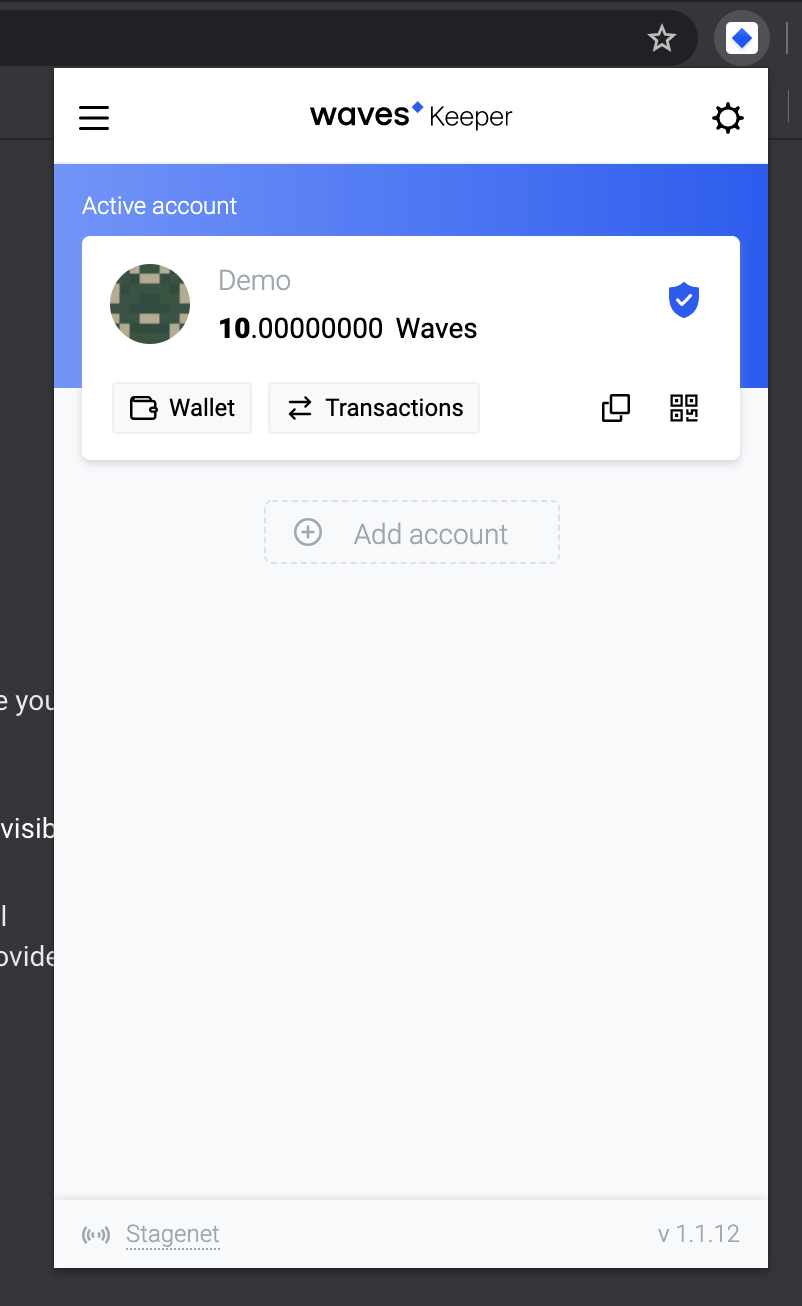 waves Keeper
Active account
Demo
10.00000000 Waves
Wallet Transactions
Add account
e you
visib
l
ovide
Stagenet v 1.1.12